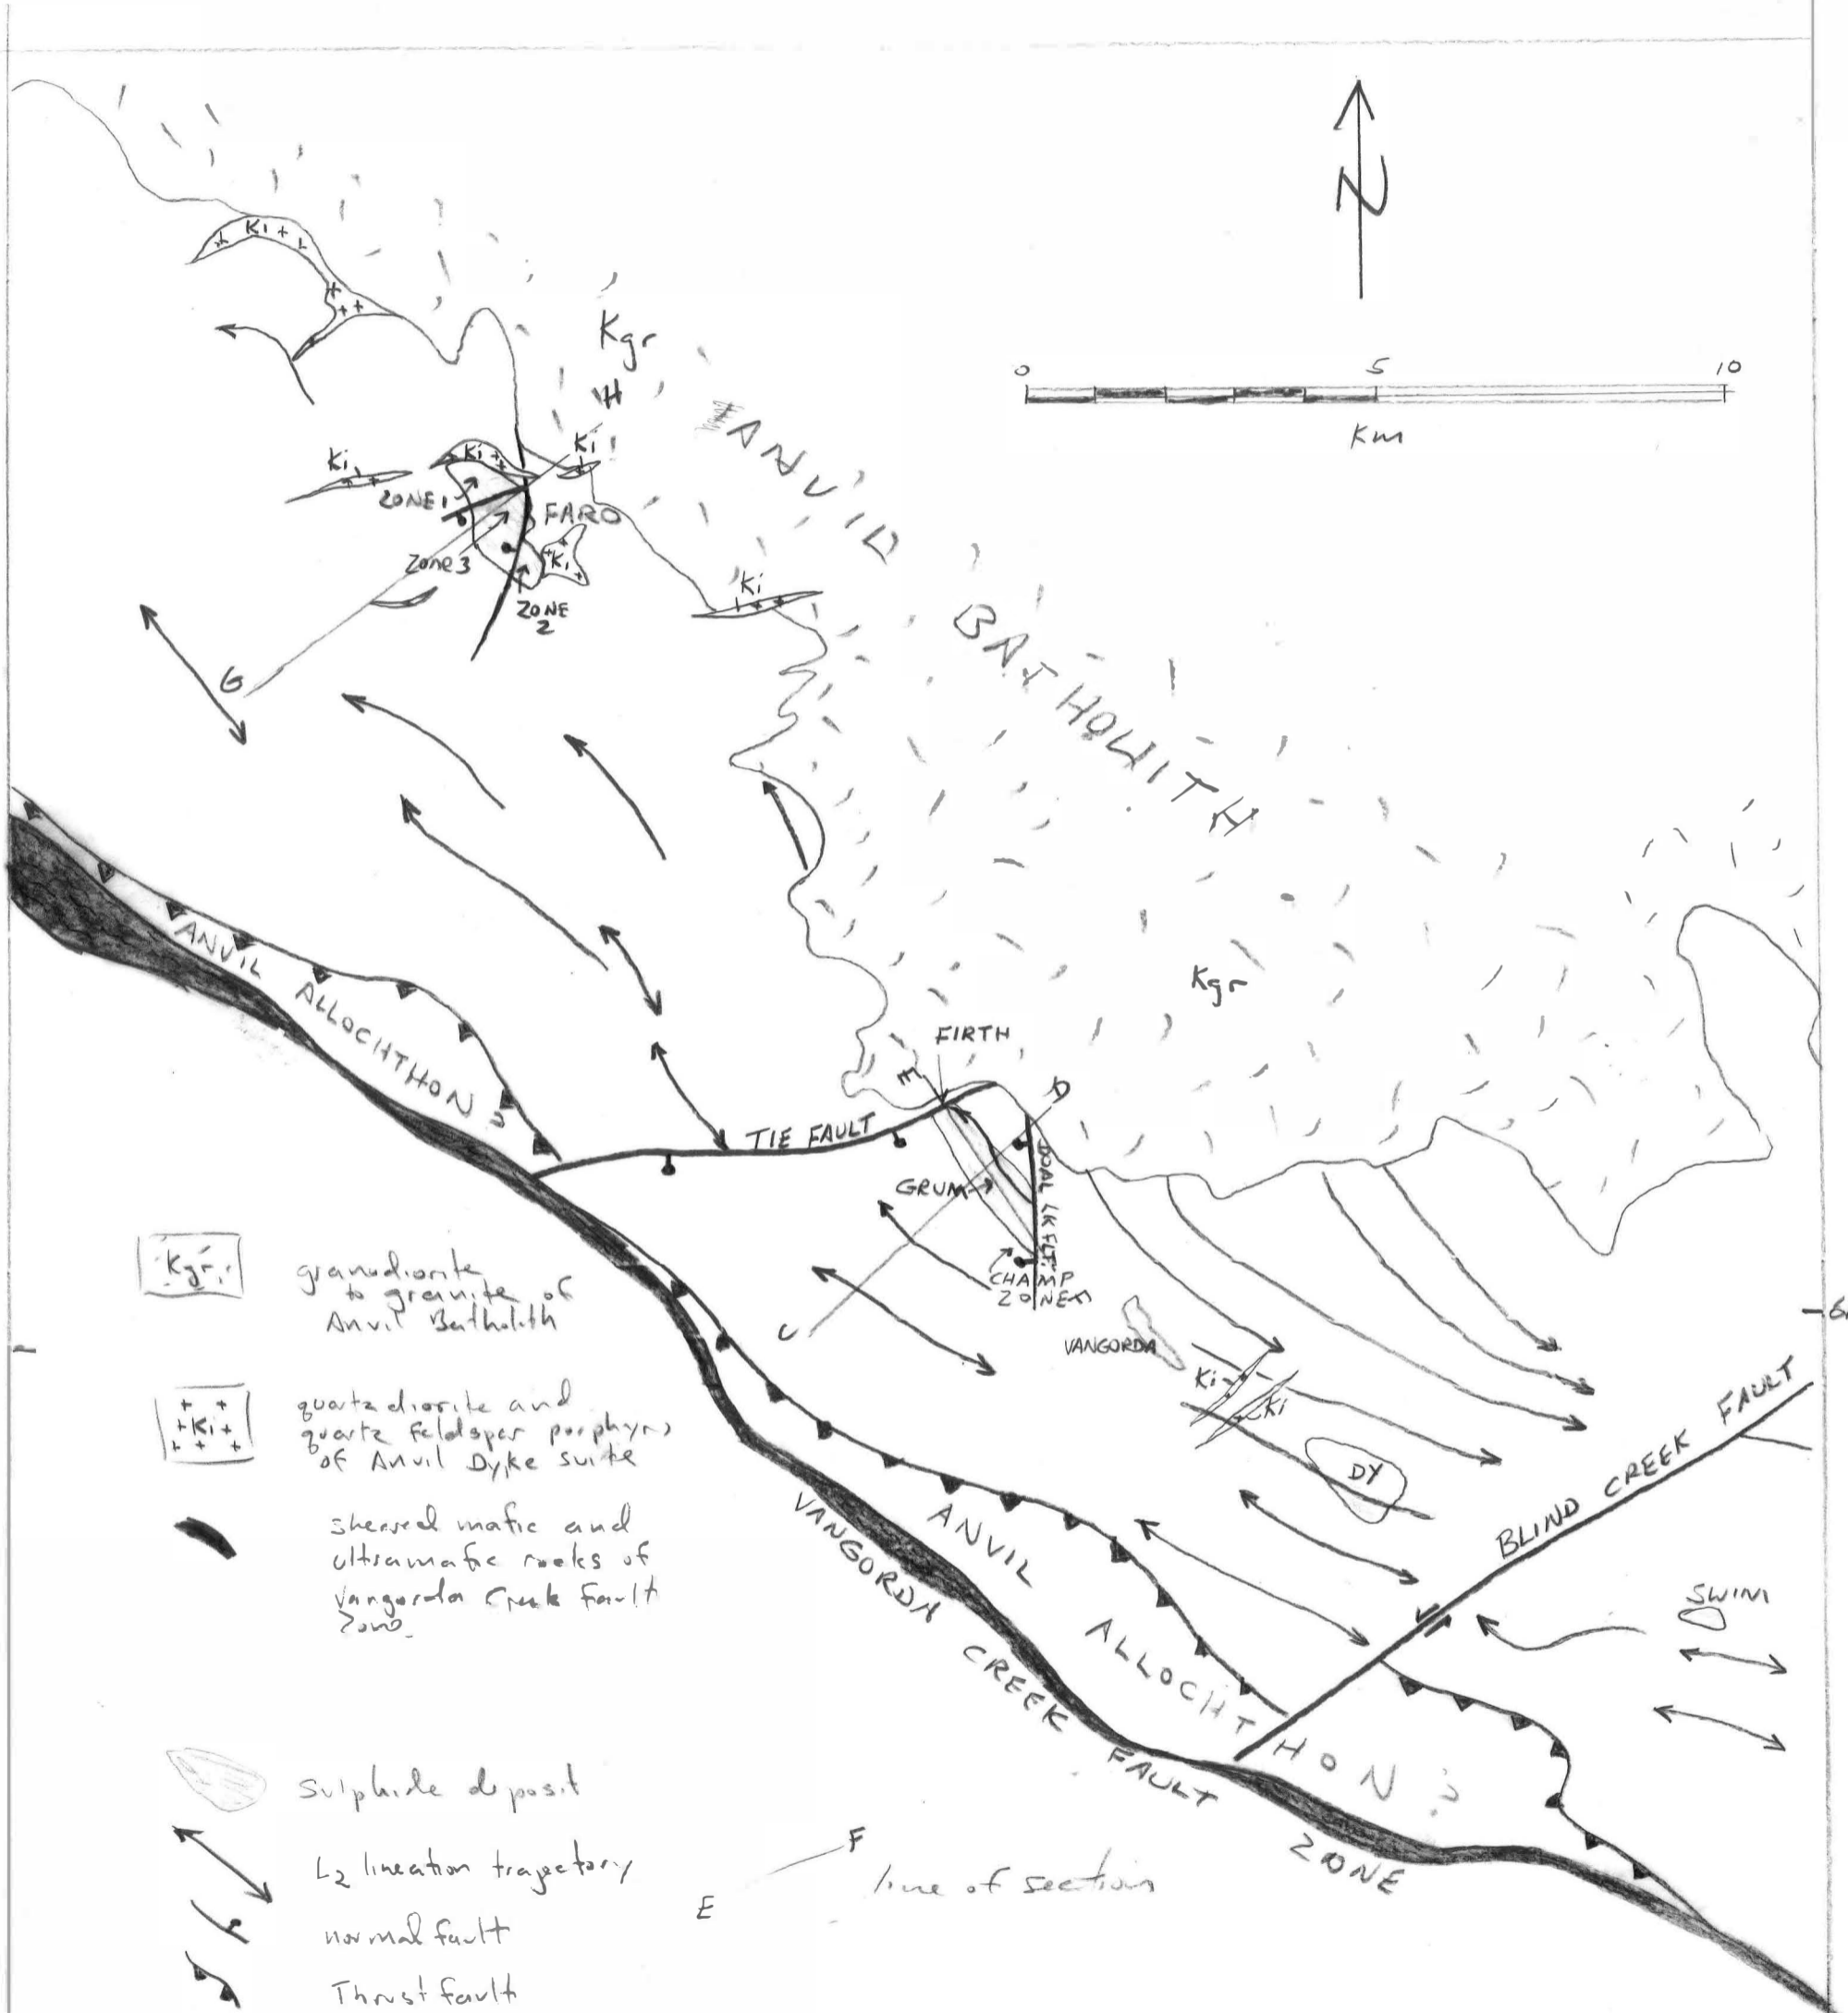 N
0 5 10
Km
Ki
Kgr
H
ANVIL BATHOLITH
Ki
Ki
Ki
ZONE 1
FARO
Zone 3
Ki
ZONE
2
Ki
G
Kgr
ANVIL
ALLOCHTHON ?
FIRTH
E
D
TIE FAULT
GRUM
CHAMP
ZONE
C
VANGORDA
Ki
Ki
DY
BLIND CREEK FAULT
SWIM
ANVIL
ALLOCHTHON ?
VANGORDA CREEK FAULT ZONE
Kgr
granodiorite
to granite of
Anvil Batholith
Ki
quartz diorite and
quartz feldspar porphyry
of Anvil Dyke suite
sheared mafic and
ultramafic rocks of
Vangorda Creek Fault
Zone
Sulphide deposit
L2 lineation trajectory
normal fault
Thrust fault
E F
line of section